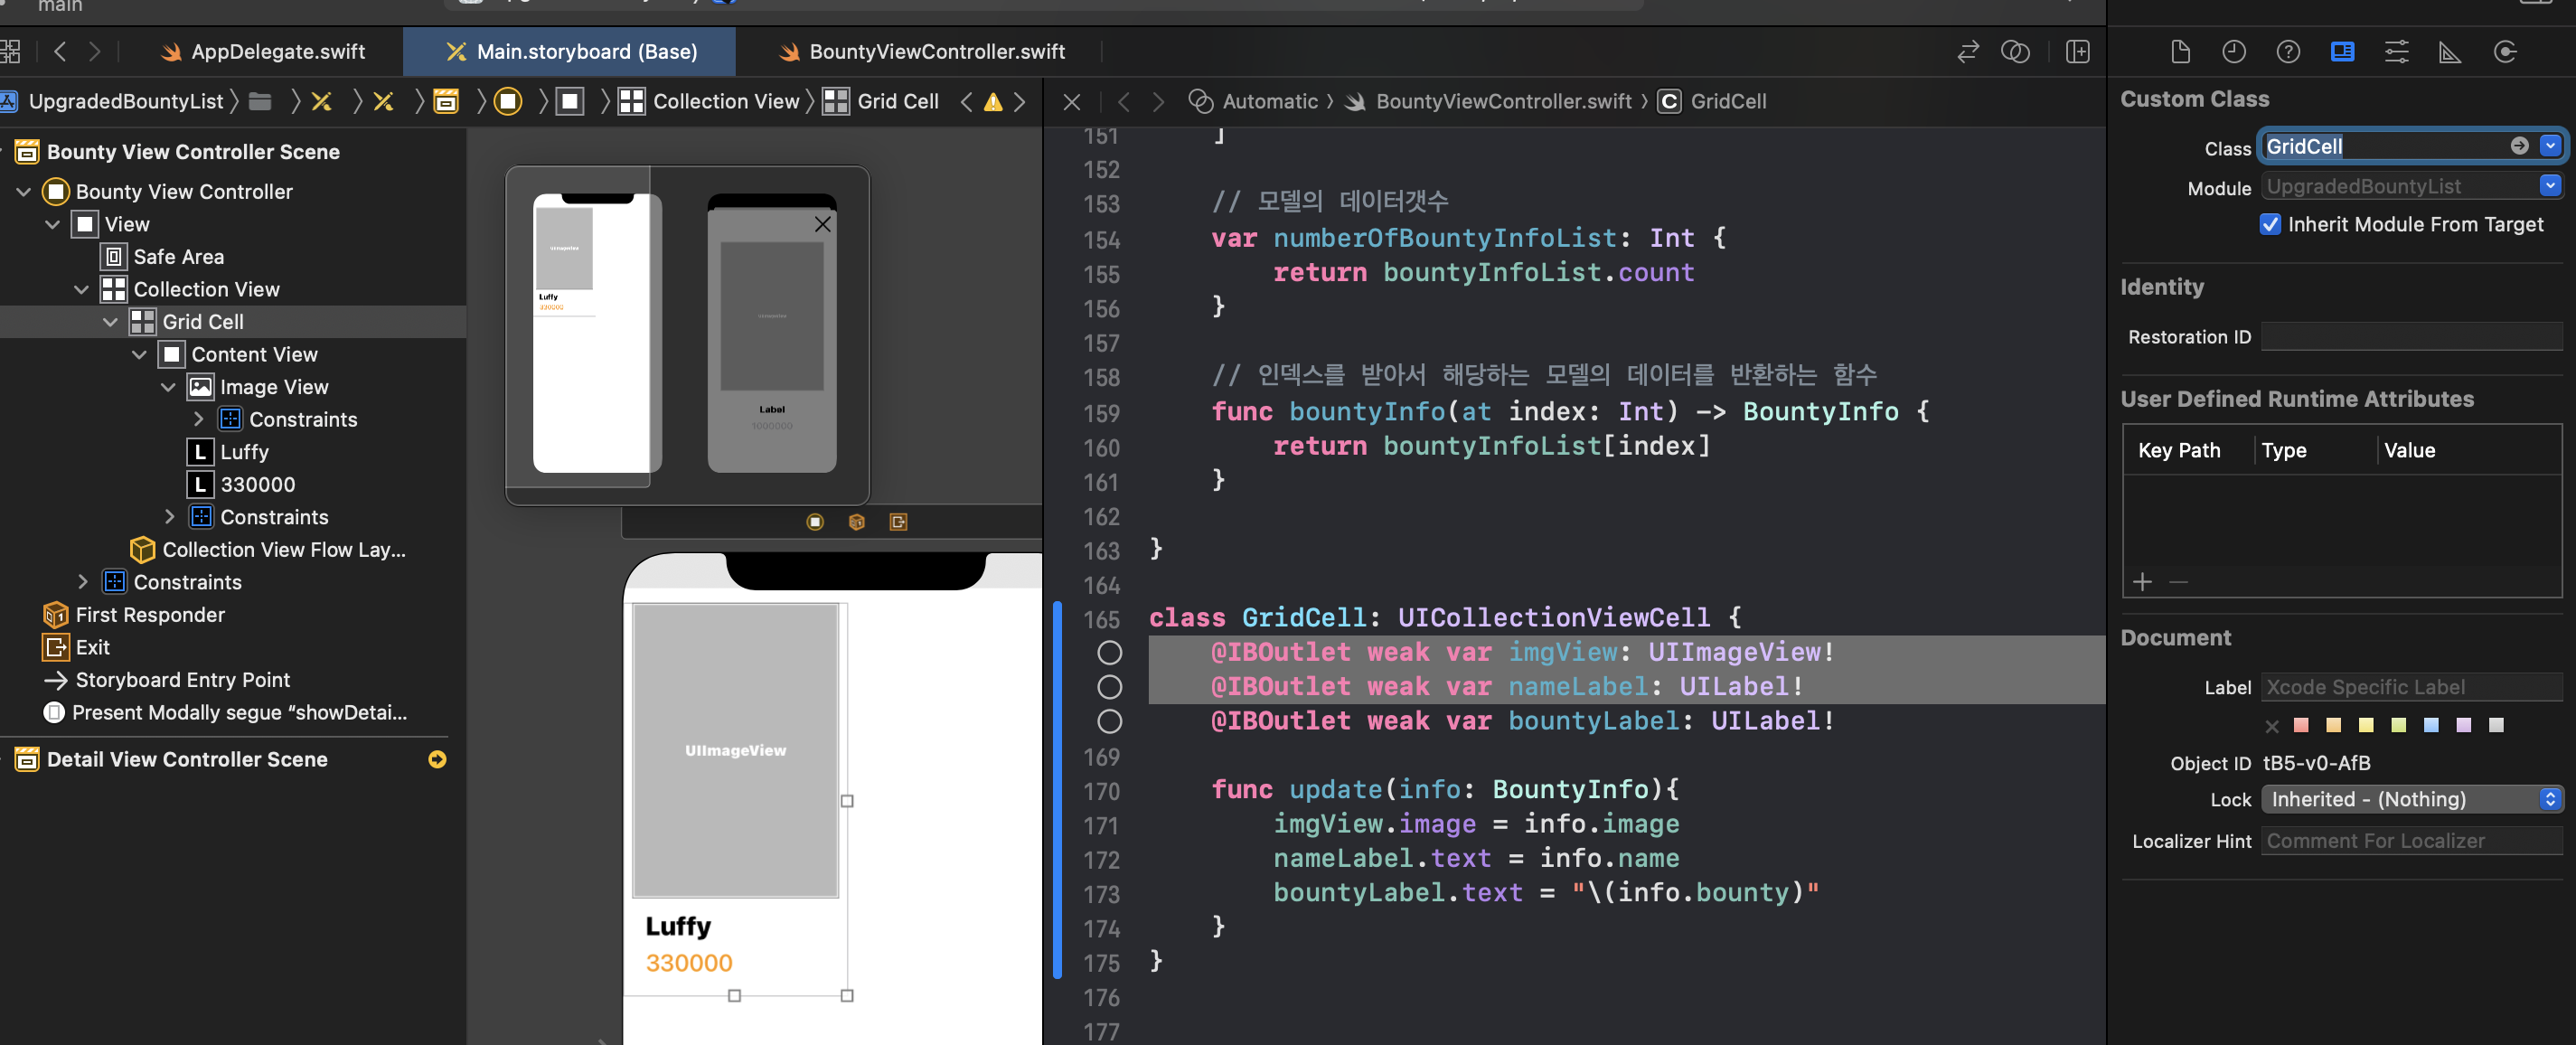 main
AppDelegate.swift
Main.storyboard (Base)
BountyViewController.swift
UpgradedBountyList
Collection View
Grid Cell
Automatic
BountyViewController.swift
C GridCell
Bounty View Controller Scene
Bounty View Controller
View
Safe Area
Collection View
Grid Cell
Content View
Image View
Constraints
L Luffy
L 330000
Constraints
Collection View Flow Lay...
Constraints
First Responder
Exit
Storyboard Entry Point
Present Modally segue “showDetai...
Detail View Controller Scene
UIImageView
Luffy
330000
Label
1000000
UIImageView
Luffy
330000
151 ]
152
153 // 모델의 데이터갯수
154 var numberOfBountyInfoList: Int {
155 return bountyInfoList.count
156 }
157
158 // 인덱스를 받아서 해당하는 모델의 데이터를 반환하는 함수
159 func bountyInfo(at index: Int) -> BountyInfo {
160 return bountyInfoList[index]
161 }
162
163 }
164
165 class GridCell: UICollectionViewCell {
@IBOutlet weak var imgView: UIImageView!
@IBOutlet weak var nameLabel: UILabel!
@IBOutlet weak var bountyLabel: UILabel!
169
170 func update(info: BountyInfo){
171 imgView.image = info.image
172 nameLabel.text = info.name
173 bountyLabel.text = "\(info.bounty)"
174 }
175 }
176
177
Custom Class
Class GridCell
Module UpgradedBountyList
Inherit Module From Target
Identity
Restoration ID
User Defined Runtime Attributes
Key Path Type Value
Document
Label Xcode Specific Label
Object ID tB5-v0-AfB
Lock Inherited - (Nothing)
Localizer Hint Comment For Localizer